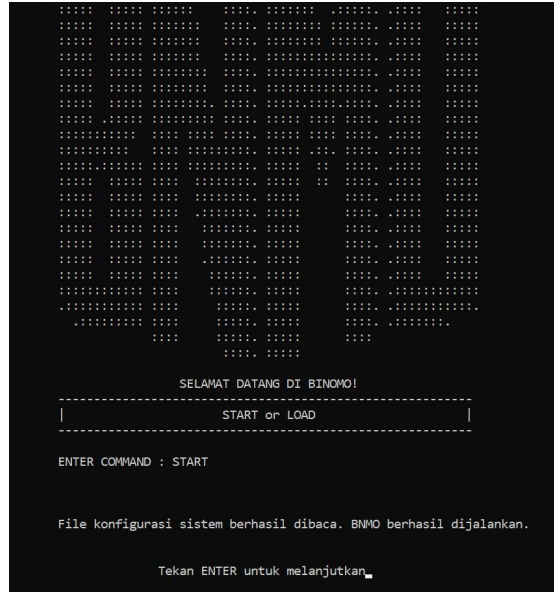 SELAMAT DATANG DI BINOMO!
START or LOAD
ENTER COMMAND : START
File konfigurasi sistem berhasil dibaca. BNMO berhasil dijalankan.
Tekan ENTER untuk melanjutkan